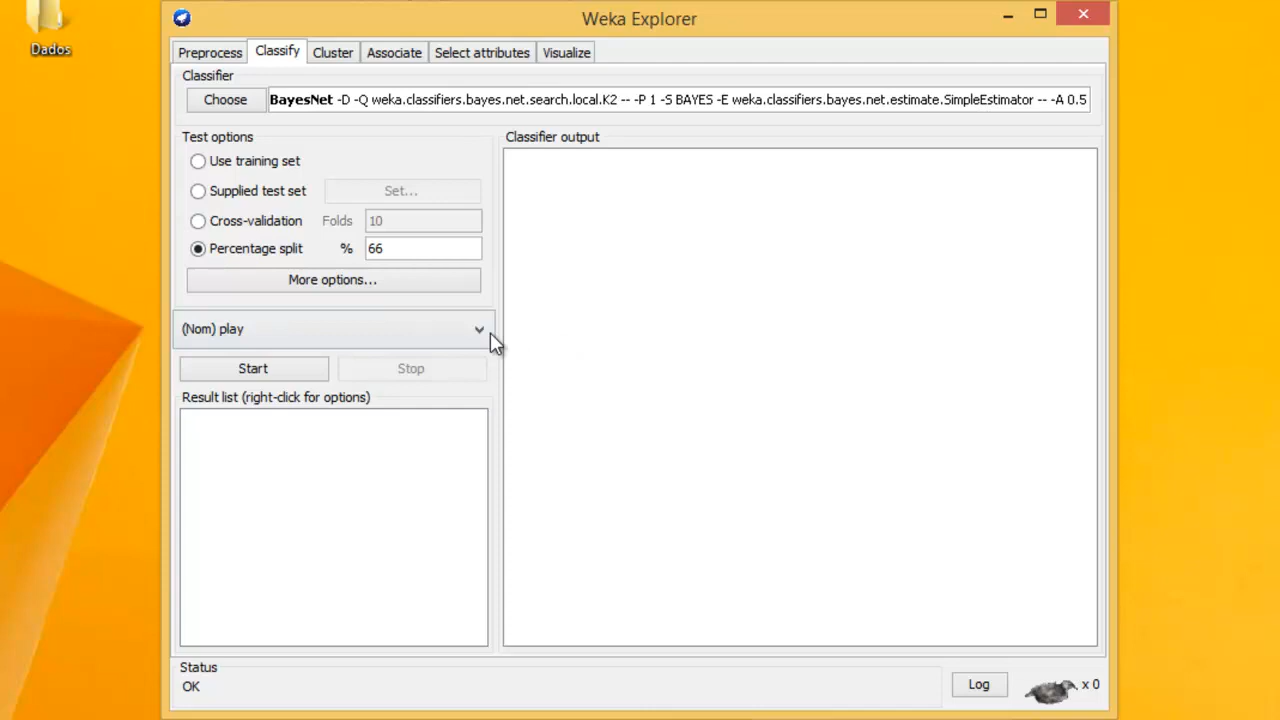 Dados
Weka Explorer
Preprocess Classify Cluster Associate Select attributes Visualize
Classifier
Choose BayesNet -D -Q weka.classifiers.bayes.net.search.local.K2 -- -P 1 -S BAYES -E weka.classifiers.bayes.net.estimate.SimpleEstimator -- -A 0.5
Test options
Use training set
Supplied test set Set...
Cross-validation Folds 10
Percentage split % 66
More options...
(Nom) play
Start Stop
Result list (right-click for options)
Classifier output
Status
OK
Log x 0